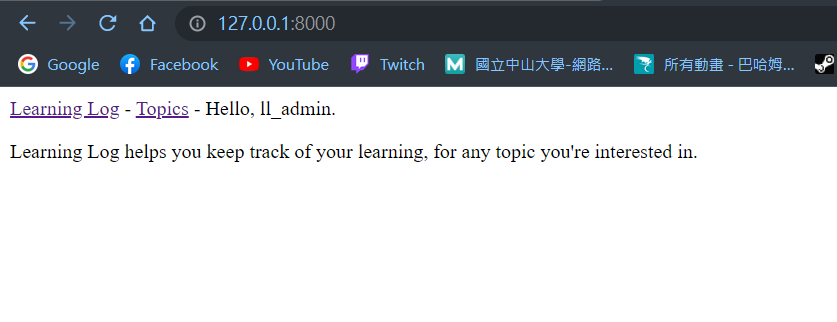 127.0.0.1:8000
Google Facebook YouTube Twitch 國立中山大學-網路... 所有動畫 - 巴哈姆...
Learning Log - Topics - Hello, ll_admin.
Learning Log helps you keep track of your learning, for any topic you're interested in.